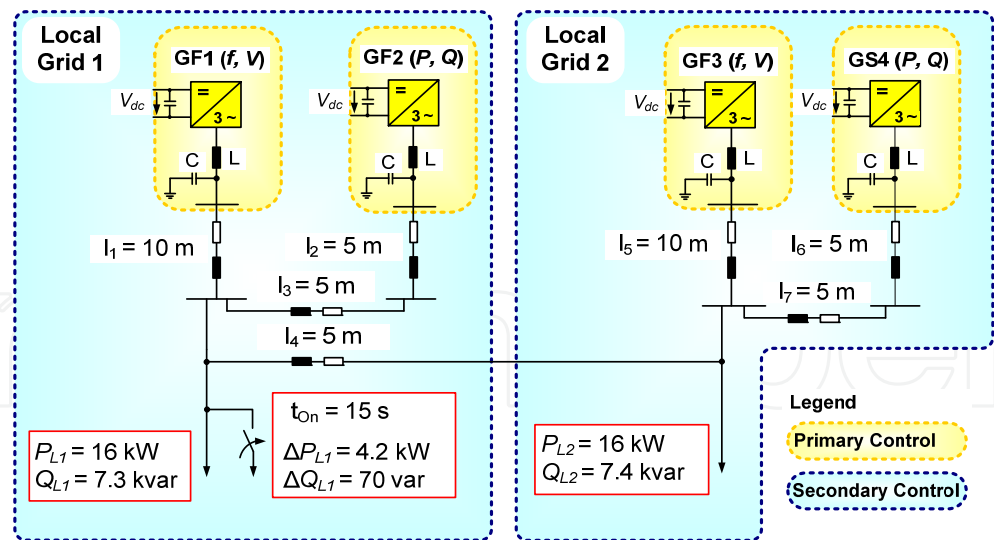 Local
Grid 1
GF1 (f, V)
GF2 (P, Q)
Local
Grid 2
GF3 (f, V)
GS4 (P, Q)
Vdc
=
3 ~
Vdc
=
3 ~
Vdc
=
3 ~
Vdc
=
3 ~
C
L
C
L
C
L
C
L
l1 = 10 m
l2 = 5 m
l5 = 10 m
l6 = 5 m
l3 = 5 m
l7 = 5 m
l4 = 5 m
PL1 = 16 kW
QL1 = 7.3 kvar
tOn = 15 s
ΔPL1 = 4.2 kW
ΔQL1 = 70 var
PL2 = 16 kW
QL2 = 7.4 kvar
Legend
Primary Control
Secondary Control